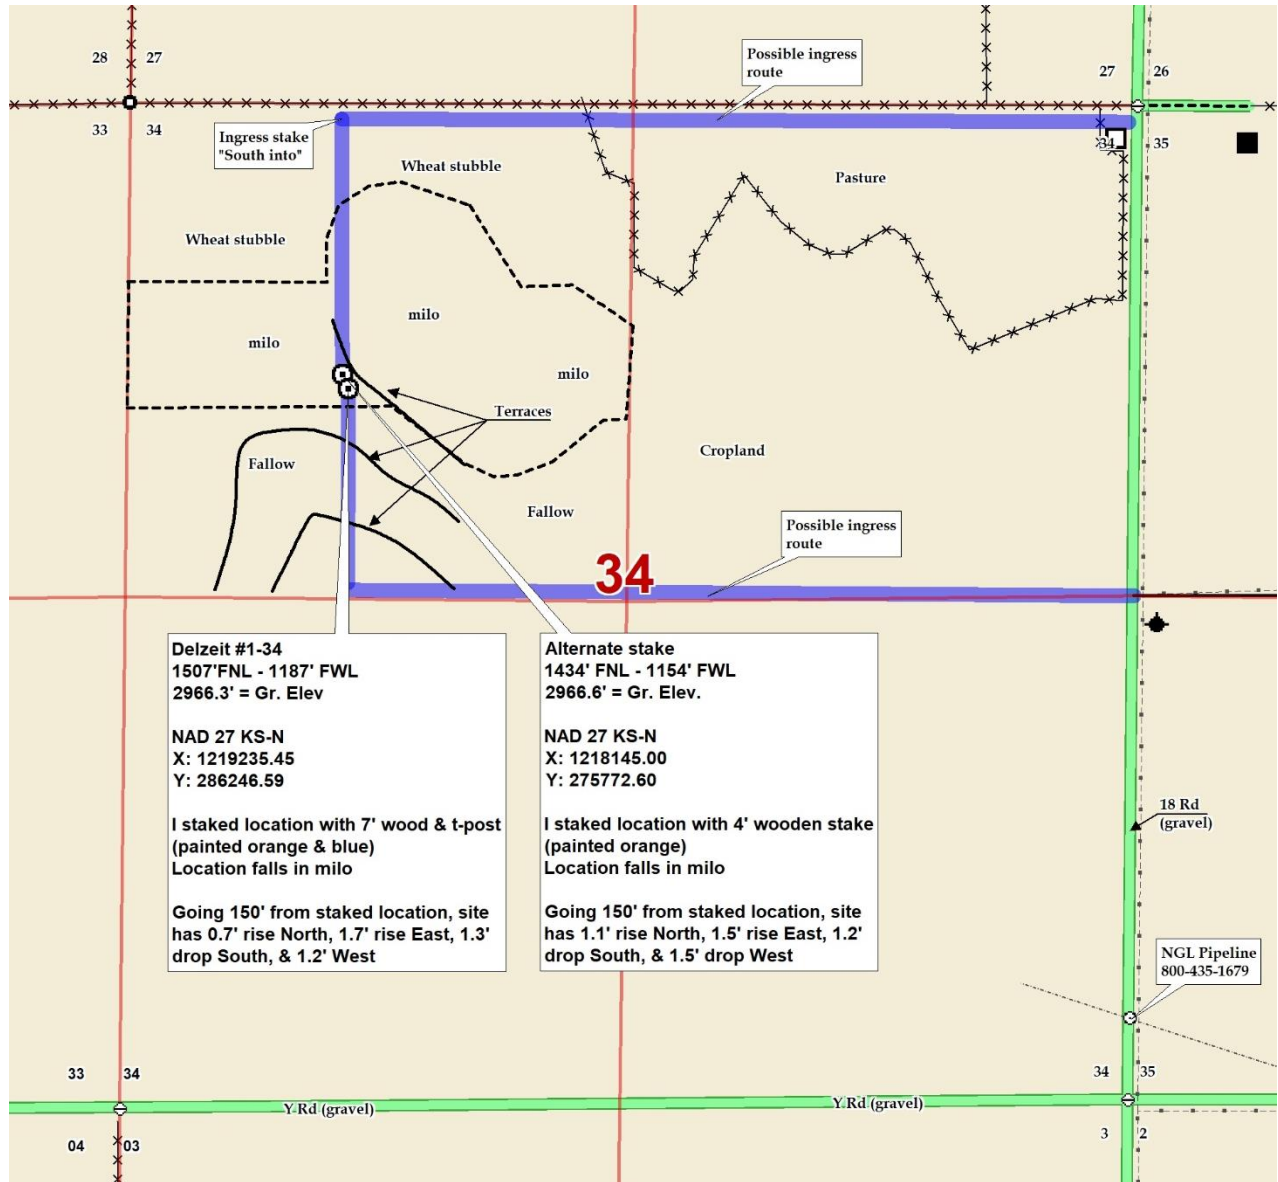 28
27
Possible ingress
route
27
26
33
34
Ingress stake
"South into"
34
35
Wheat stubble
Pasture
Wheat stubble
milo
milo
milo
Terraces
Cropland
Fallow
Fallow
Possible ingress
route
34
Delzeit #1-34
1507'FNL - 1187' FWL
2966.3' = Gr. Elev
NAD 27 KS-N
X: 1219235.45
Y: 286246.59
I staked location with 7' wood & t-post
(painted orange & blue)
Location falls in milo
Going 150' from staked location, site
has 0.7' rise North, 1.7' rise East, 1.3'
drop South, & 1.2' West
Alternate stake
1434' FNL - 1154' FWL
2966.6' = Gr. Elev.
NAD 27 KS-N
X: 1218145.00
Y: 275772.60
I staked location with 4' wooden stake
(painted orange)
Location falls in milo
Going 150' from staked location, site
has 1.1' rise North, 1.5' rise East, 1.2'
drop South, & 1.5' drop West
18 Rd
(gravel)
NGL Pipeline
800-435-1679
33
34
34
35
Y Rd (gravel)
Y Rd (gravel)
04
03
3
2